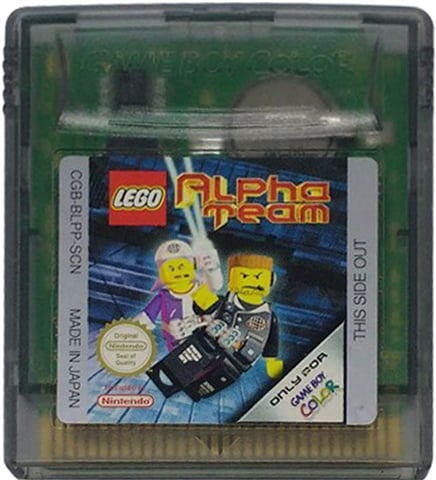 GAME BOY COLOR
CGB-BLPP-SCN
MADE IN JAPAN
LEGO
ALPHA
TEAM
Original
Nintendo
Seal of
Quality
Nintendo
ONLY FOR
GAME BOY
COLOR
THIS SIDE OUT